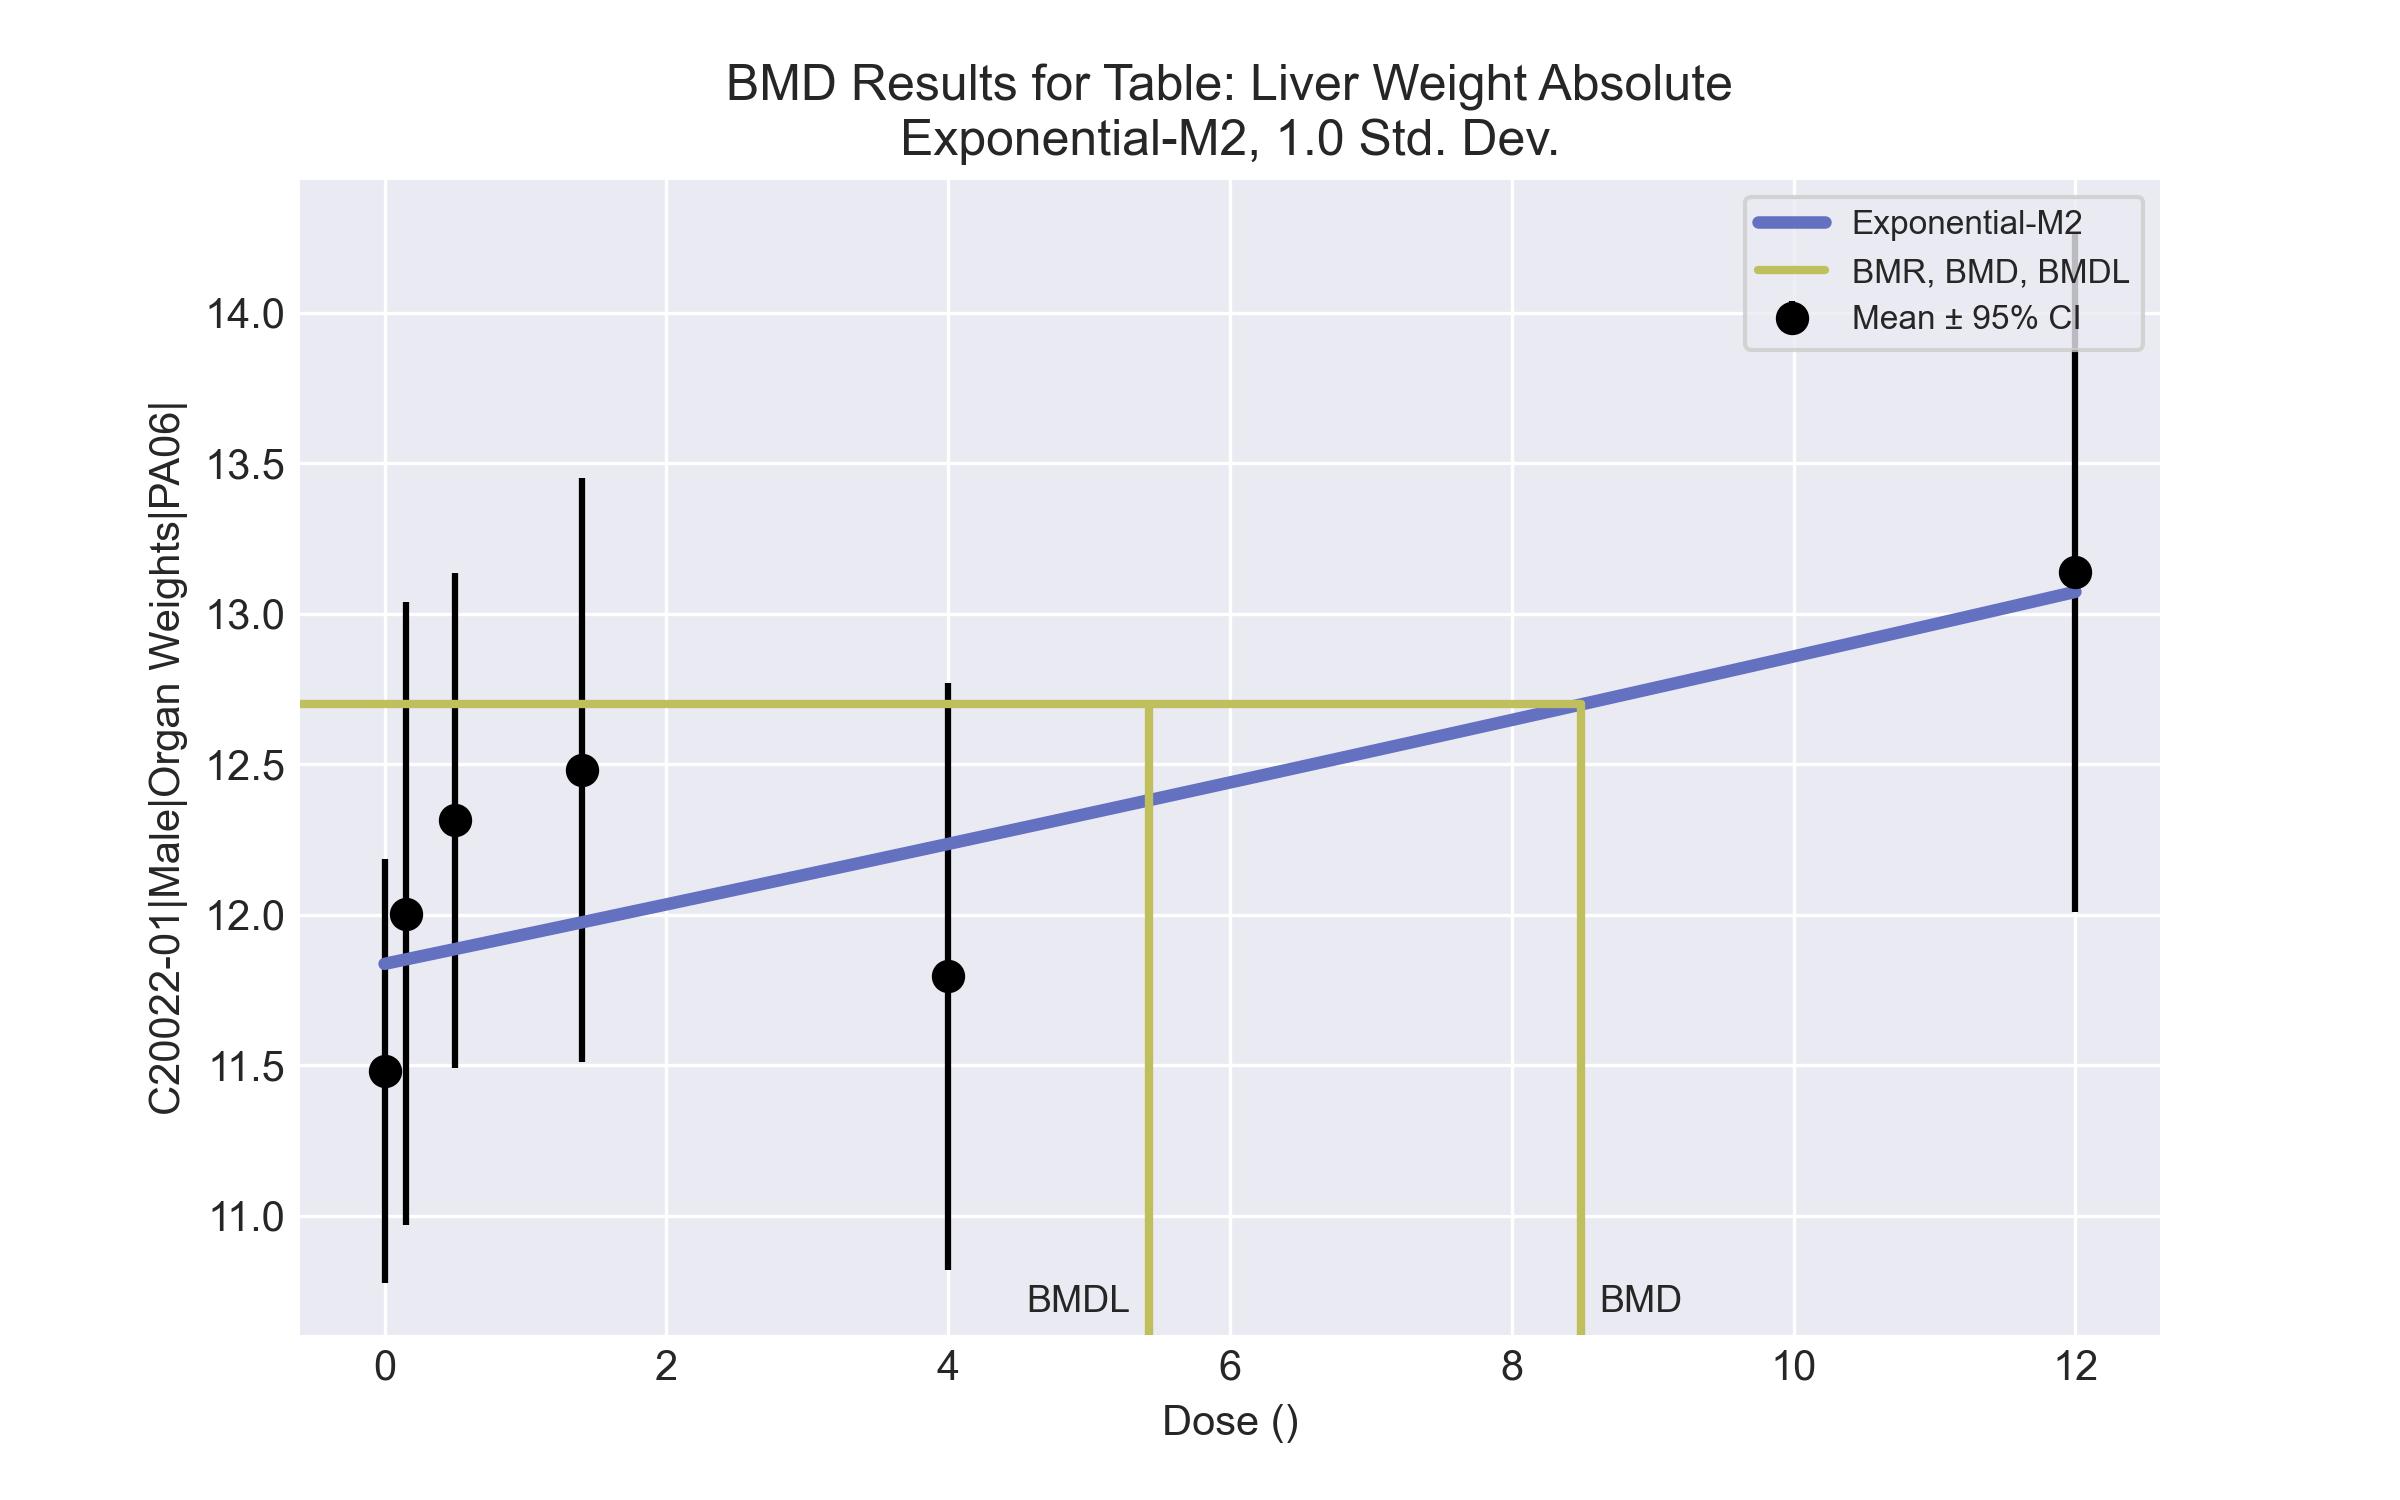 BMD Results for Table: Liver Weight Absolute
Exponential-M2, 1.0 Std. Dev.
Exponential-M2
BMR, BMD, BMDL
Mean ± 95% CI
C20022-01|Male|Organ Weights|PA06|
14.0
13.5
13.0
12.5
12.0
11.5
11.0
BMDL
BMD
0 2 4 6 8 10 12
Dose ()